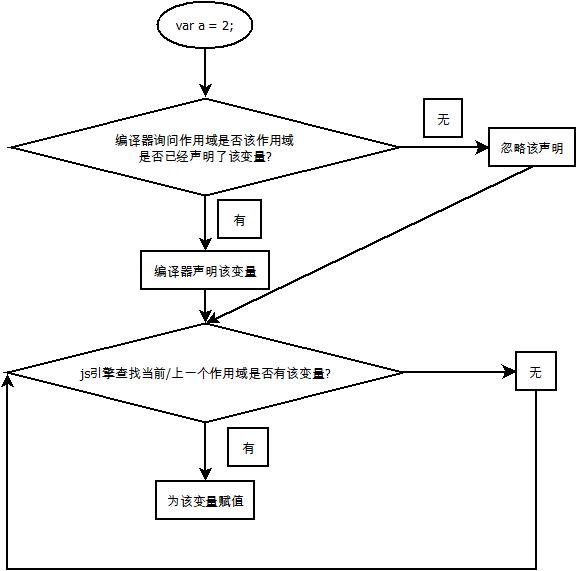 var a = 2;
编译器询问作用域是否该作用域
是否已经声明了该变量?
无
忽略该声明
有
编译器声明该变量
js引擎查找当前/上一个作用域是否有该变量?
无
有
为该变量赋值